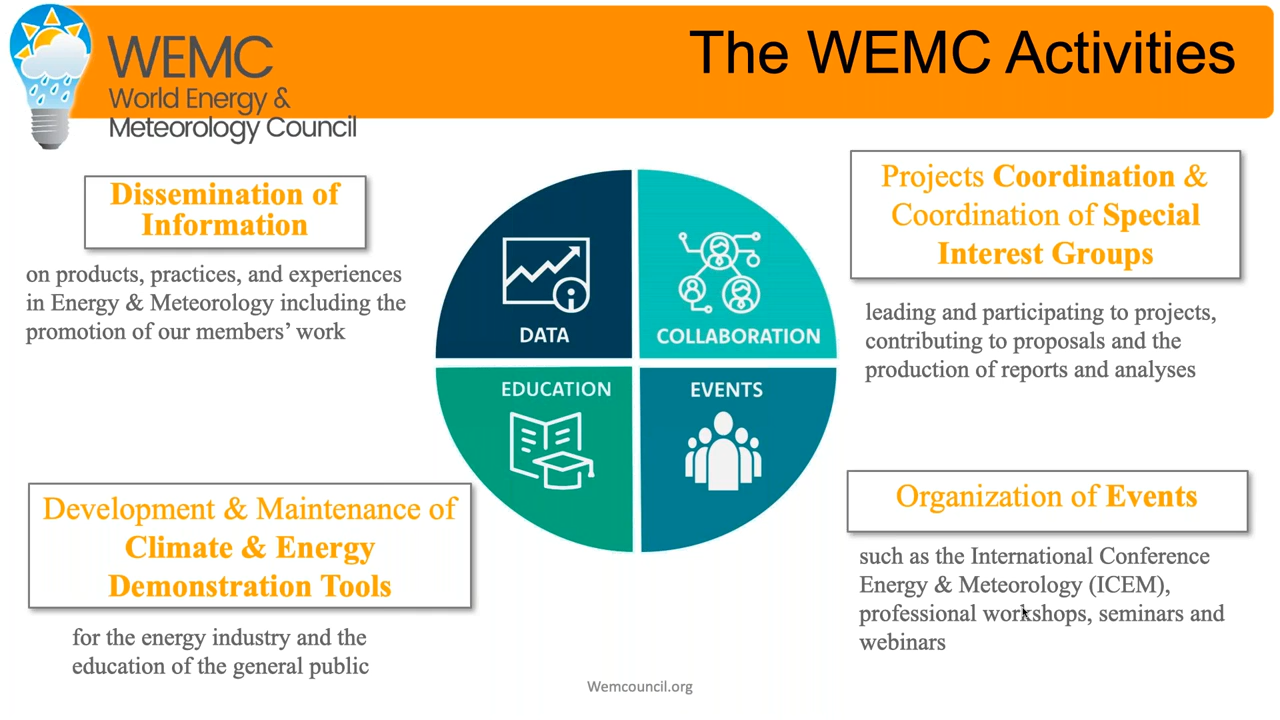 The WEMC Activities
WEMC
World Energy &
Meteorology Council
Dissemination of
Information
on products, practices, and experiences
in Energy & Meteorology including the
promotion of our members’ work
DATA
COLLABORATION
EDUCATION
EVENTS
Projects Coordination &
Coordination of Special
Interest Groups
leading and participating to projects,
contributing to proposals and the
production of reports and analyses
Development & Maintenance of
Climate & Energy
Demonstration Tools
for the energy industry and the
education of the general public
Organization of Events
such as the International Conference
Energy & Meteorology (ICEM),
professional workshops, seminars and
webinars
Wemcouncil.org